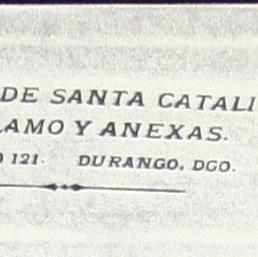 DE SANTA CATALI
LAMO Y ANEXAS.
O 121. DURANGO, DGO.